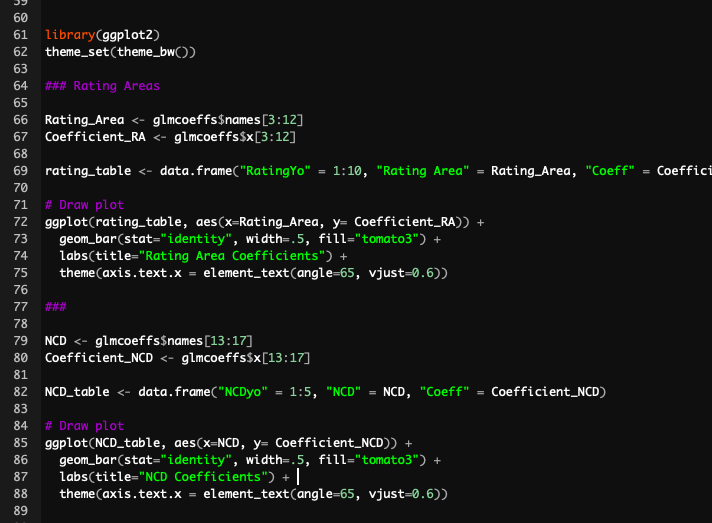 59
60
61 library(ggplot2)
62 theme_set(theme_bw())
63
64 ### Rating Areas
65
66 Rating_Area <- glmcoeffs$names[3:12]
67 Coefficient_RA <- glmcoeffs$x[3:12]
68
69 rating_table <- data.frame("RatingYo" = 1:10, "Rating Area" = Rating_Area, "Coeff" = Coeffici
70
71 # Draw plot
72 ggplot(rating_table, aes(x=Rating_Area, y= Coefficient_RA)) +
73   geom_bar(stat="identity", width=.5, fill="tomato3") +
74   labs(title="Rating Area Coefficients") +
75   theme(axis.text.x = element_text(angle=65, vjust=0.6))
76
77 ###
78
79 NCD <- glmcoeffs$names[13:17]
80 Coefficient_NCD <- glmcoeffs$x[13:17]
81
82 NCD_table <- data.frame("NCDyo" = 1:5, "NCD" = NCD, "Coeff" = Coefficient_NCD)
83
84 # Draw plot
85 ggplot(NCD_table, aes(x=NCD, y= Coefficient_NCD)) +
86   geom_bar(stat="identity", width=.5, fill="tomato3") +
87   labs(title="NCD Coefficients") +
88   theme(axis.text.x = element_text(angle=65, vjust=0.6))
89